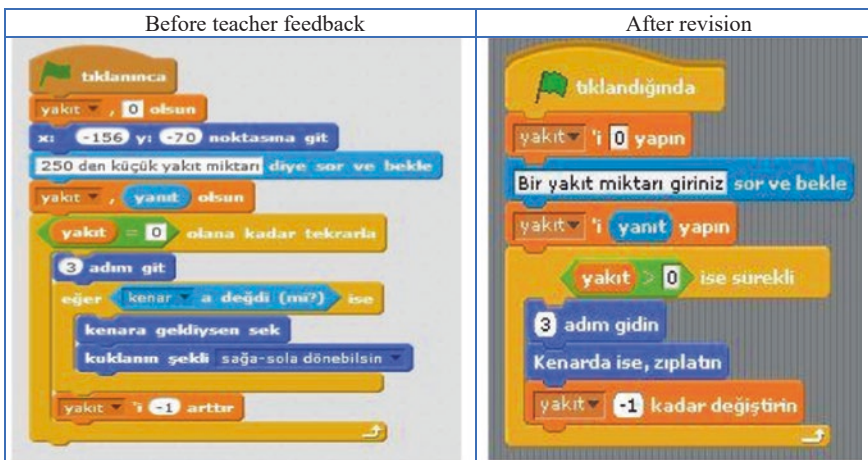 Before teacher feedback
tıklanınca
yakıt , 0 olsun
x: -156 y: -70 noktasına git
250 den küçük yakıt miktarı diye sor ve bekle
yakıt , yanıt olsun
yakıt = 0 olana kadar tekrarla
3 adım git
eğer kenar a değdi (mi?) ise
kenara geldiysen sek
kuklanın şekli sağa-sola dönebilsin
yakıt 'i -1 arttır
After revision
tıklandığında
yakıt 'i 0 yapın
Bir yakıt miktarı giriniz sor ve bekle
yakıt 'i yanıt yapın
yakıt > 0 ise sürekli
3 adım gidin
Kenarda ise, zıplatın
yakıt -1 kadar değiştirin